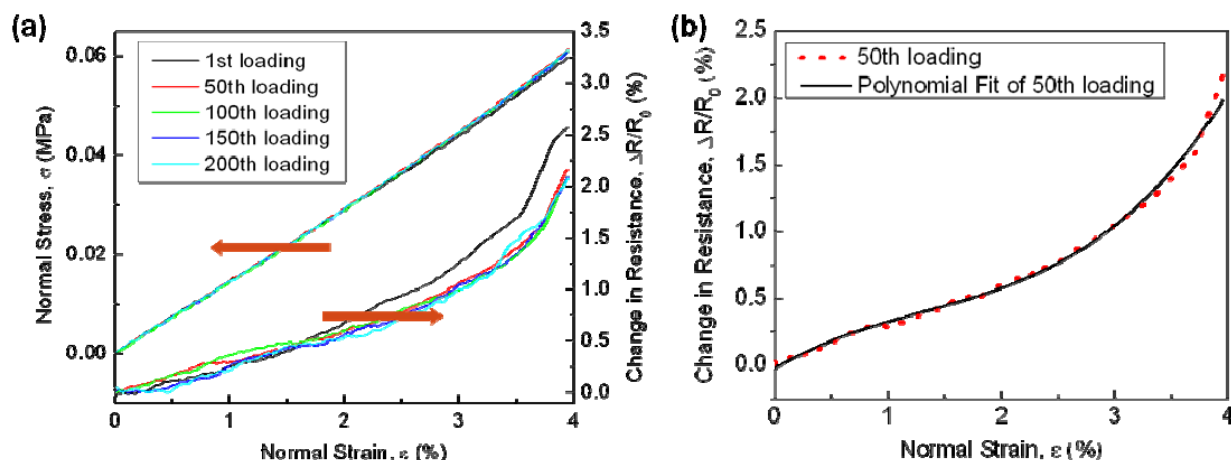 (a)
0.06
0.04
0.02
0.00
Normal Stress, σ (MPa)
1st loading
50th loading
100th loading
150th loading
200th loading
3.5
3.0
2.5
2.0
1.5
1.0
0.5
0.0
Change in Resistance, ΔR/R₀ (%)
0 1 2 3 4
Normal Strain, ε (%)
(b)
2.5
2.0
1.5
1.0
0.5
0.0
Change in Resistance, ΔR/R₀ (%)
50th loading
Polynomial Fit of 50th loading
0 1 2 3 4
Normal Strain, ε (%)